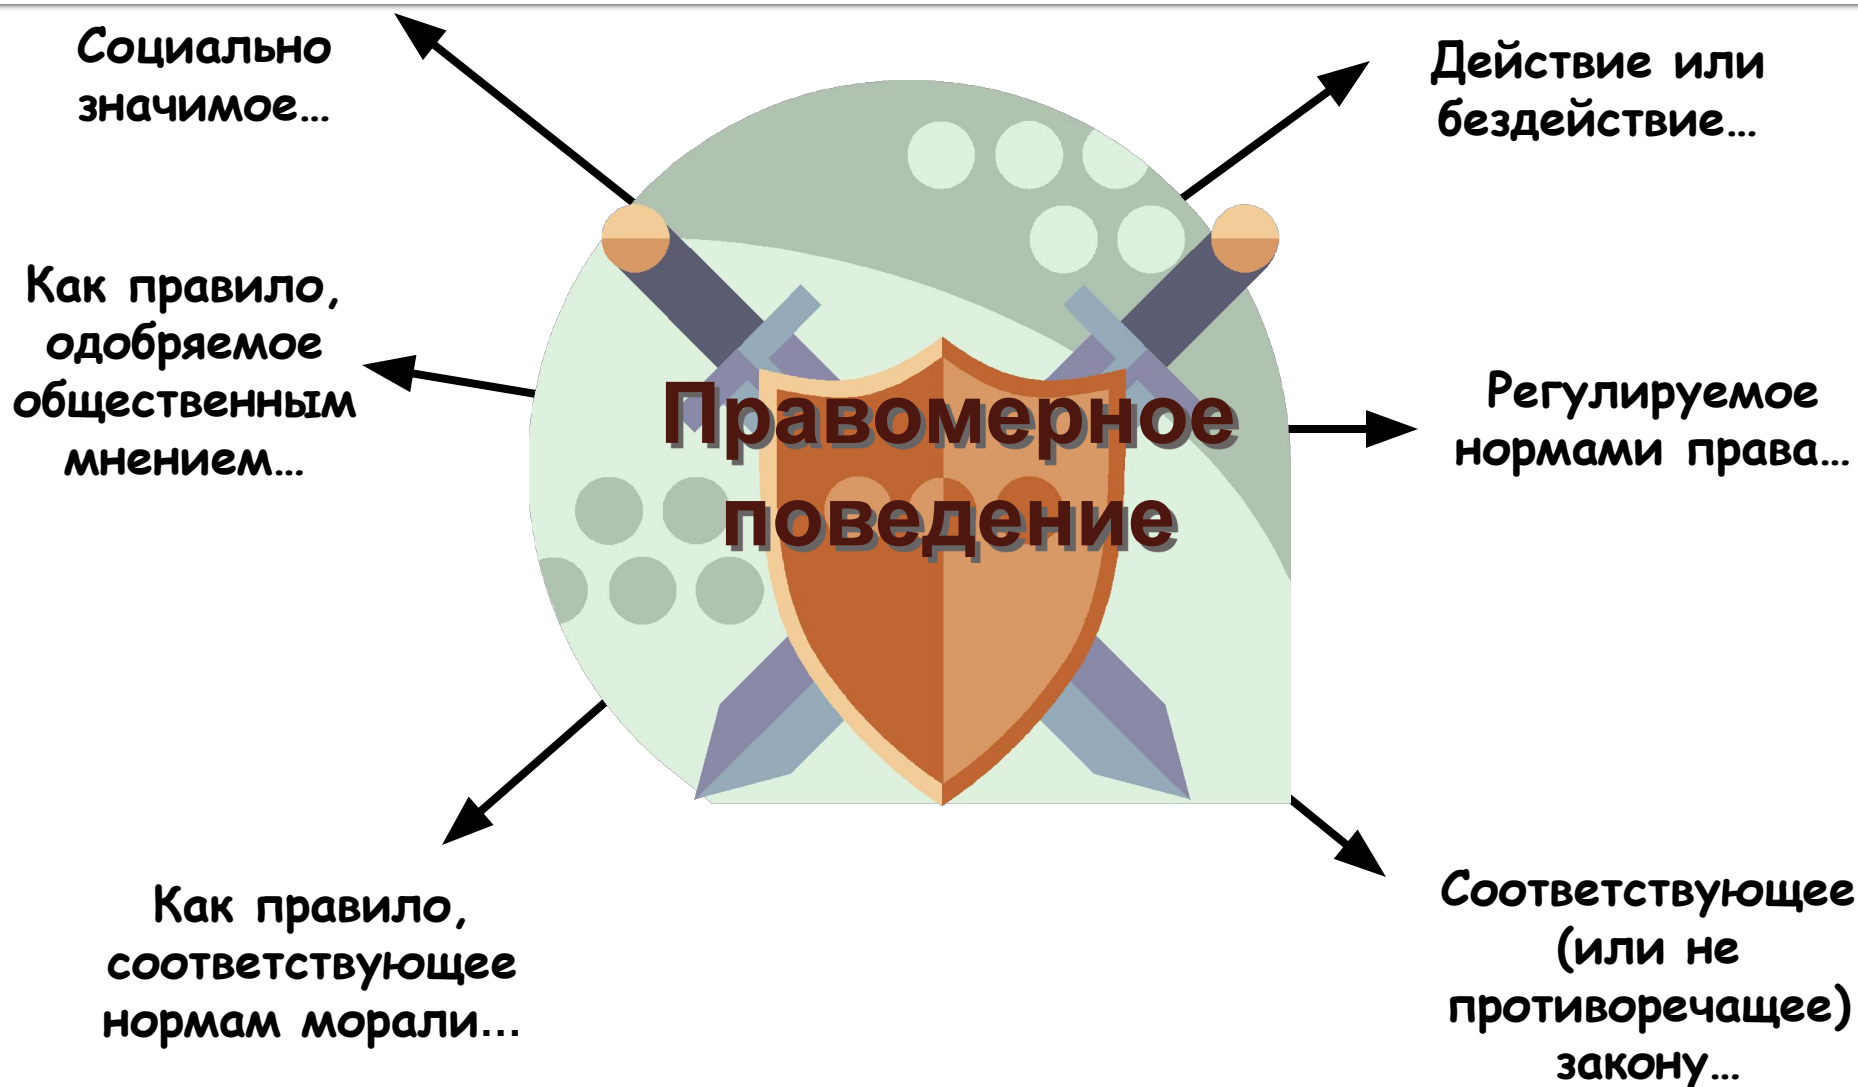 Социально
значимое...
Действие или
бездействие...
Как правило,
одобряемое
общественным
мнением...
Правомерное
поведение
Регулируемое
нормами права...
Как правило,
соответствующее
нормам морали...
Соответствующее
(или не
противоречащее)
закону...